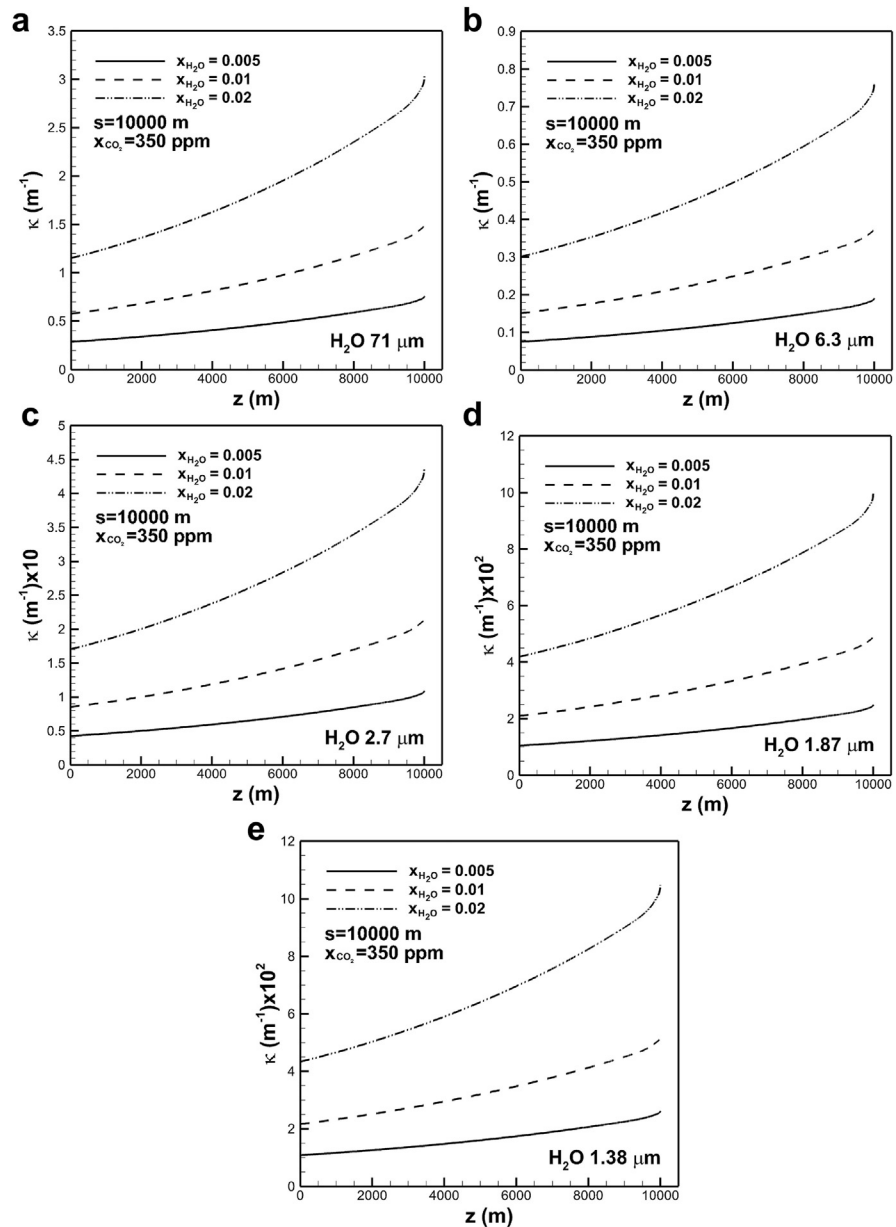 a
3.5
3
2.5
2
1.5
1
0.5
0
κ (m⁻¹)
x_H₂O = 0.005
x_H₂O = 0.01
x_H₂O = 0.02
s=10000 m
x_CO₂=350 ppm
H₂O 71 μm
0 2000 4000 6000 8000 10000
z (m)
b
0.9
0.8
0.7
0.6
0.5
0.4
0.3
0.2
0.1
0
κ (m⁻¹)
x_H₂O = 0.005
x_H₂O = 0.01
x_H₂O = 0.02
s=10000 m
x_CO₂=350 ppm
H₂O 6.3 μm
0 2000 4000 6000 8000 10000
z (m)
c
5
4.5
4
3.5
3
2.5
2
1.5
1
0.5
0
κ (m⁻¹)x10
x_H₂O = 0.005
x_H₂O = 0.01
x_H₂O = 0.02
s=10000 m
x_CO₂=350 ppm
H₂O 2.7 μm
0 2000 4000 6000 8000 10000
z (m)
d
12
10
8
6
4
2
0
κ (m⁻¹)x10²
x_H₂O = 0.005
x_H₂O = 0.01
x_H₂O = 0.02
s=10000 m
x_CO₂=350 ppm
H₂O 1.87 μm
0 2000 4000 6000 8000 10000
z (m)
e
12
10
8
6
4
2
0
κ (m⁻¹)x10²
x_H₂O = 0.005
x_H₂O = 0.01
x_H₂O = 0.02
s=10000 m
x_CO₂=350 ppm
H₂O 1.38 μm
0 2000 4000 6000 8000 10000
z (m)